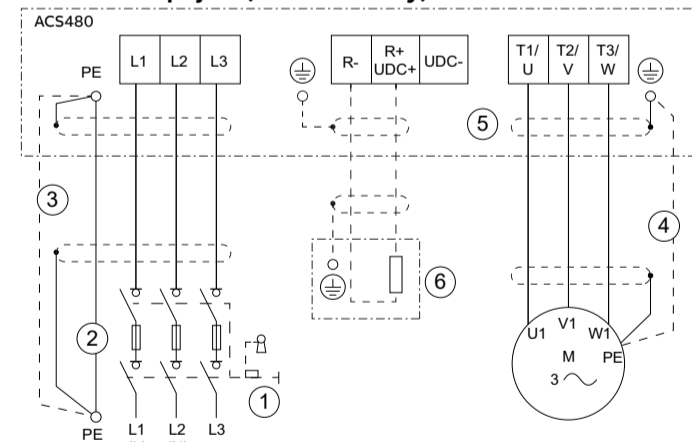 ACS480
PE
L1 L2 L3
R- R+ UDC+ UDC-
T1/ U T2/ V T3/ W
5
3
4
6
2
1
U1 V1 W1
M PE
3
PE
L1 L2 L3